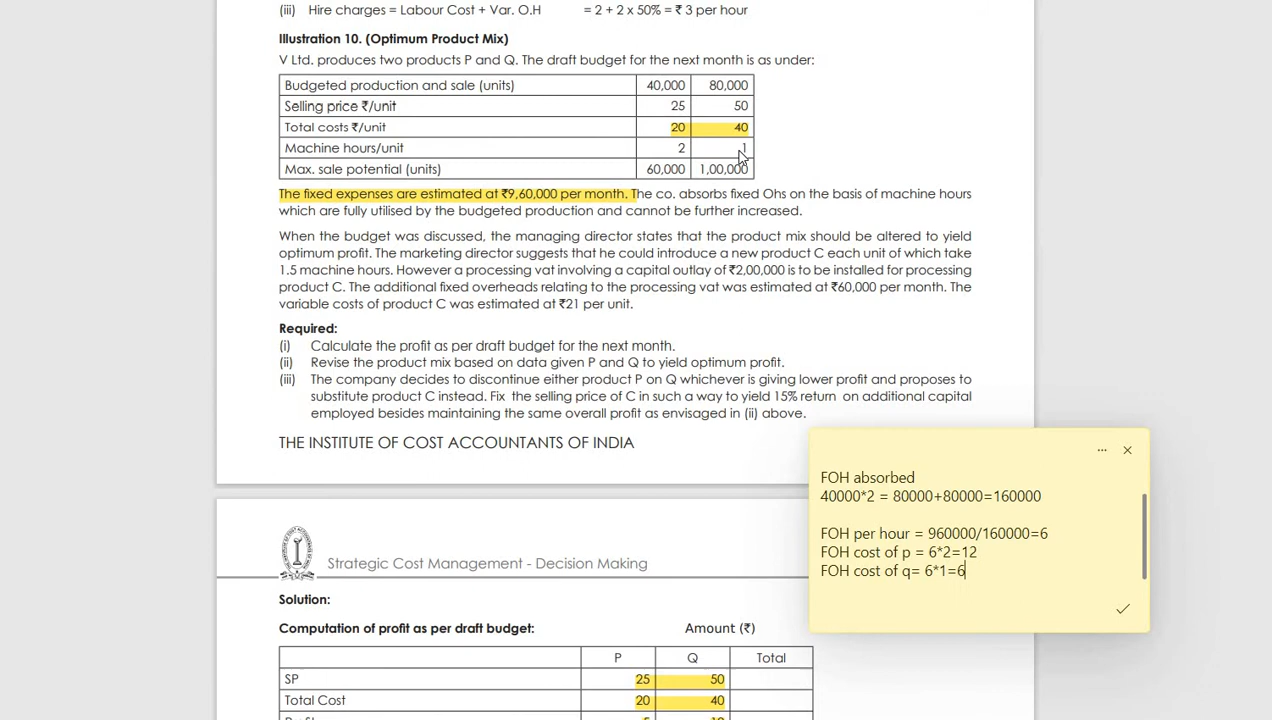 (iii) Hire charges = Labour Cost + Var. O.H = 2 + 2 x 50% = ₹ 3 per hour
Illustration 10. (Optimum Product Mix)
V Ltd. produces two products P and Q. The draft budget for the next month is as under:
Budgeted production and sale (units) 40,000 80,000
Selling price ₹/unit 25 50
Total costs ₹/unit 20 40
Machine hours/unit 2 1
Max. sale potential (units) 60,000 1,00,000
The fixed expenses are estimated at ₹9,60,000 per month. The co. absorbs fixed Ohs on the basis of machine hours
which are fully utilised by the budgeted production and cannot be further increased.
When the budget was discussed, the managing director states that the product mix should be altered to yield
optimum profit. The marketing director suggests that he could introduce a new product C each unit of which take
1.5 machine hours. However a processing vat involving a capital outlay of ₹2,00,000 is to be installed for processing
product C. The additional fixed overheads relating to the processing vat was estimated at ₹60,000 per month. The
variable costs of product C was estimated at ₹21 per unit.
Required:
(i) Calculate the profit as per draft budget for the next month.
(ii) Revise the product mix based on data given P and Q to yield optimum profit.
(iii) The company decides to discontinue either product P on Q whichever is giving lower profit and proposes to
substitute product C instead. Fix the selling price of C in such a way to yield 15% return on additional capital
employed besides maintaining the same overall profit as envisaged in (ii) above.
THE INSTITUTE OF COST ACCOUNTANTS OF INDIA
FOH absorbed
40000*2 = 80000+80000=160000
FOH per hour = 960000/160000=6
FOH cost of p = 6*2=12
FOH cost of q= 6*1=6
Strategic Cost Management - Decision Making
Solution:
Computation of profit as per draft budget: Amount (₹)
P Q Total
SP 25 50
Total Cost 20 40